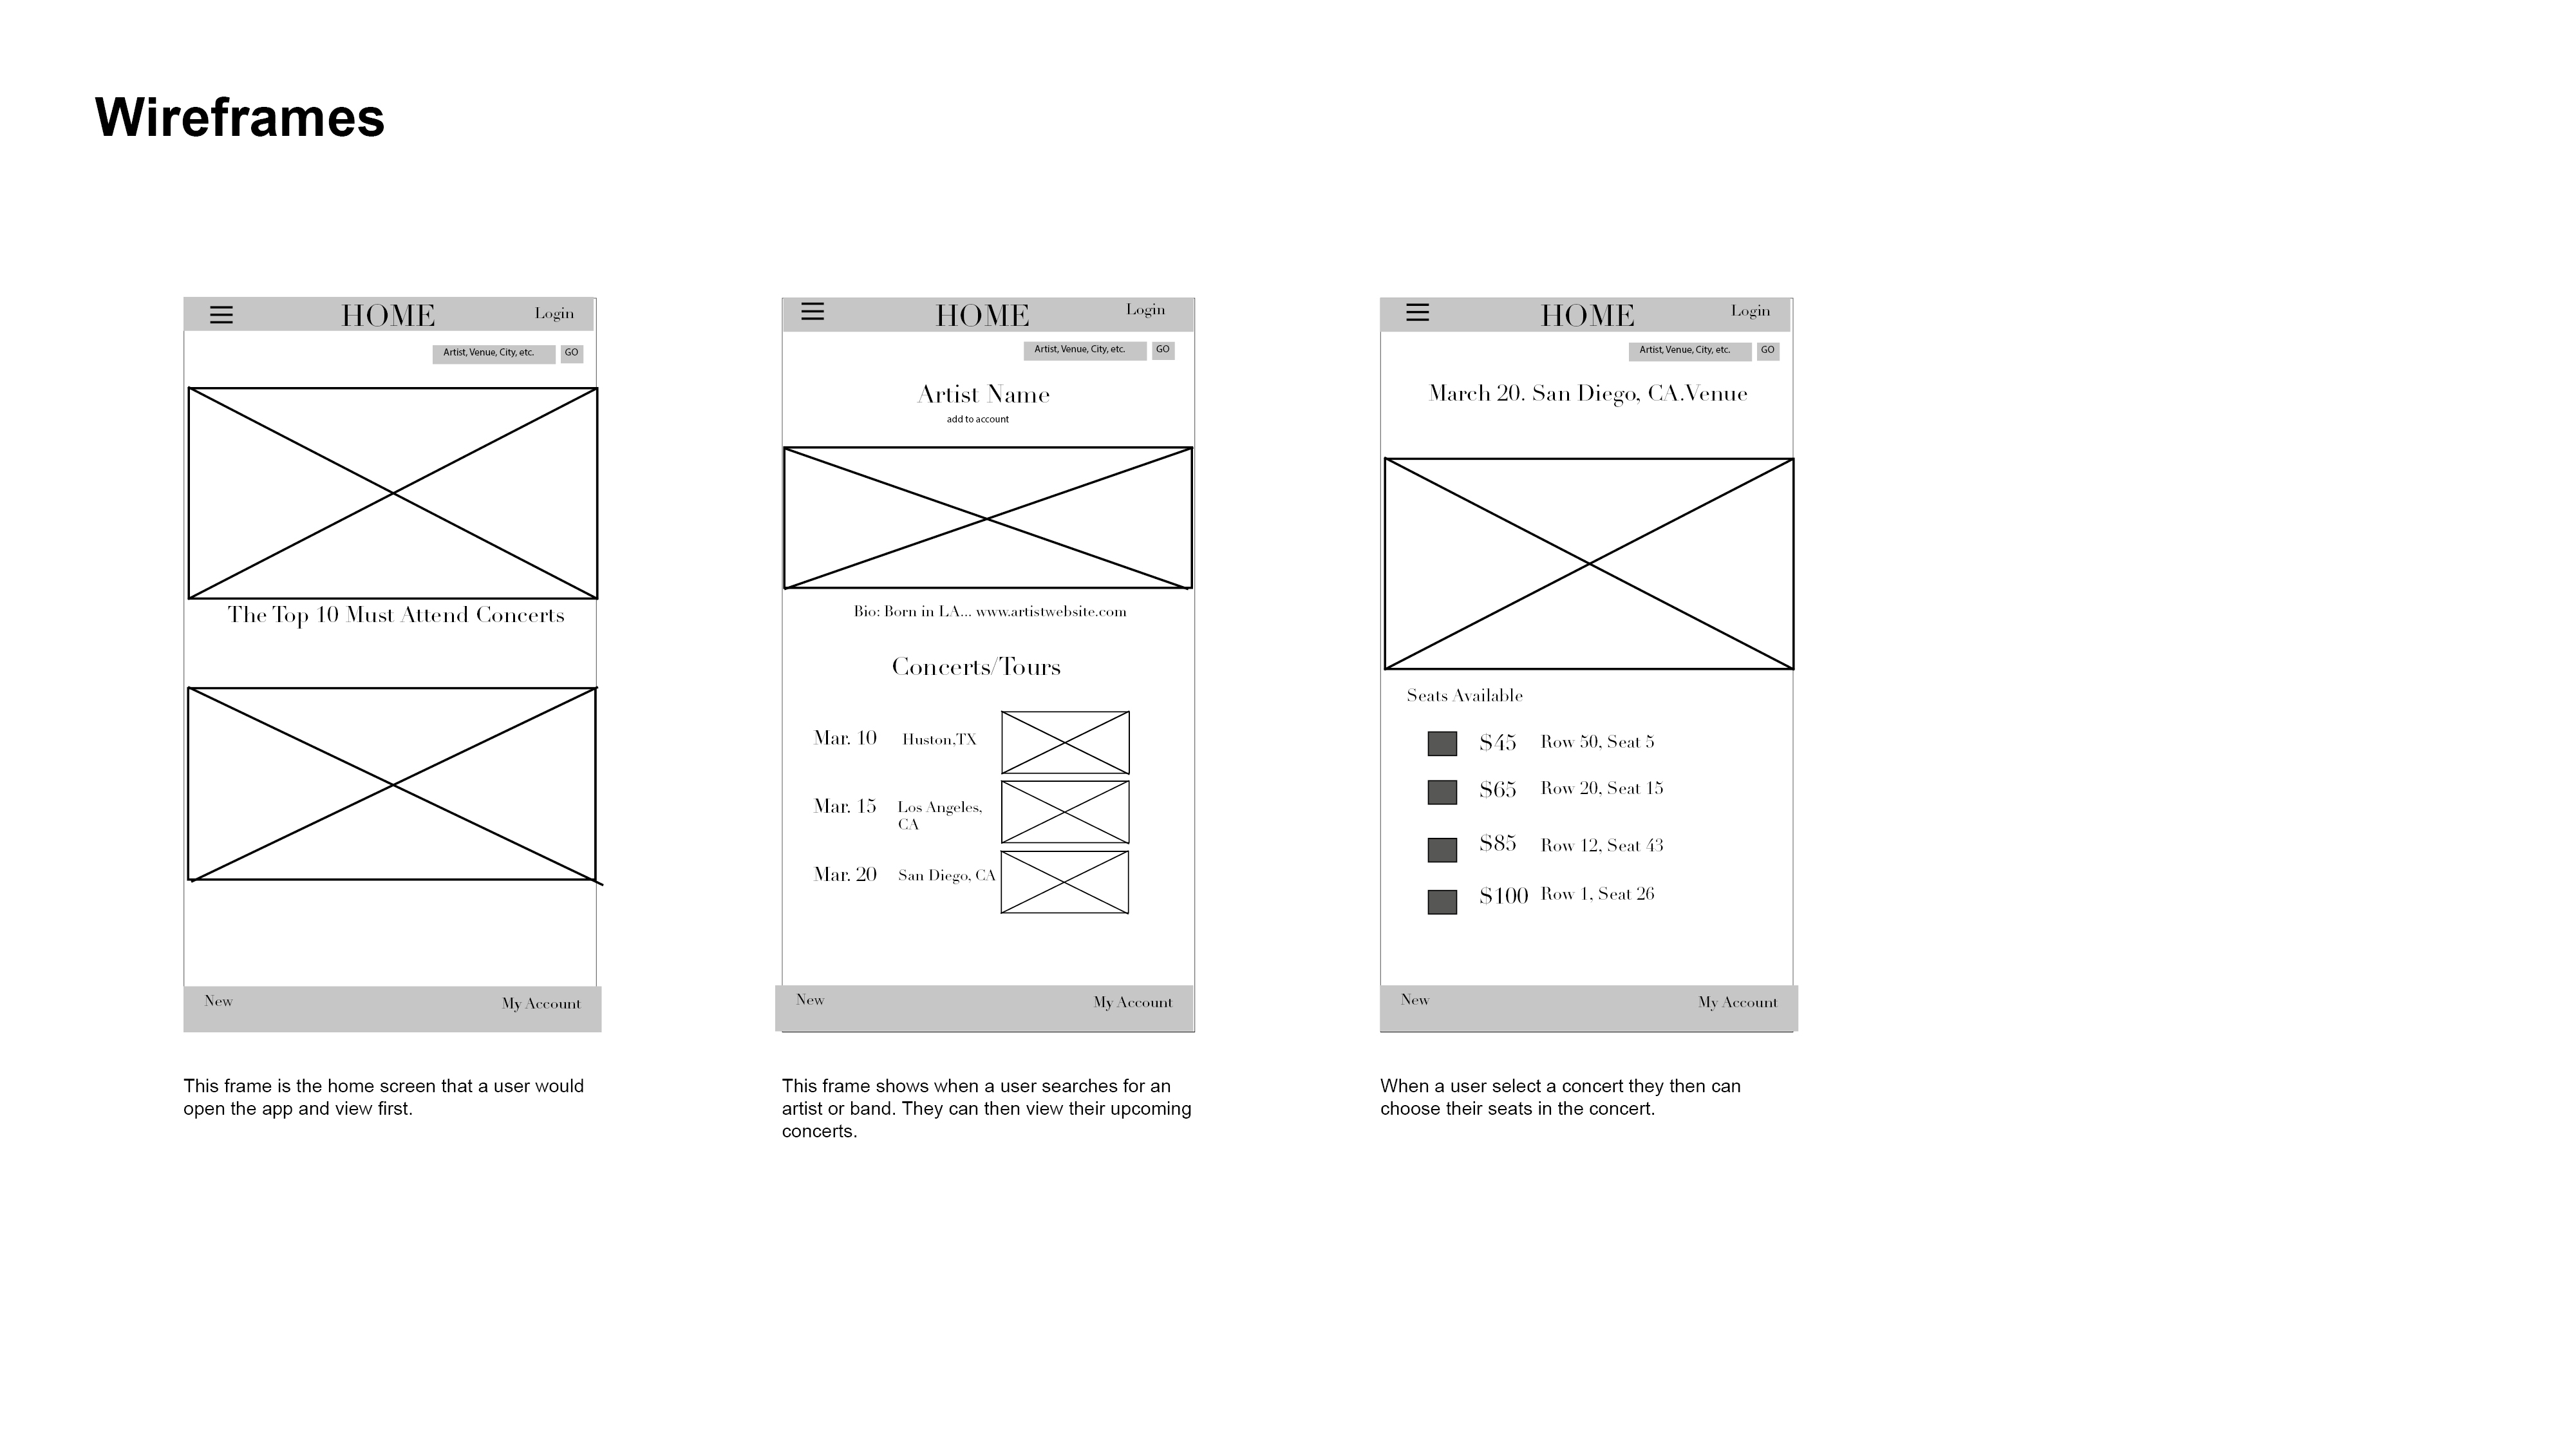 Wireframes
HOME
Login
Artist, Venue, City, etc.
GO
The Top 10 Must Attend Concerts
New
My Account
This frame is the home screen that a user would
open the app and view first.
HOME
Login
Artist, Venue, City, etc.
GO
Artist Name
add to account
Bio: Born in LA... www.artistwebsite.com
Concerts/Tours
Mar. 10 Huston,TX
Mar. 15 Los Angeles,
CA
Mar. 20 San Diego, CA
New
My Account
This frame shows when a user searches for an
artist or band. They can then view their upcoming
concerts.
HOME
Login
Artist, Venue, City, etc.
GO
March 20. San Diego, CA.Venue
Seats Available
$45 Row 50, Seat 5
$65 Row 20, Seat 15
$85 Row 12, Seat 43
$100 Row 1, Seat 26
New
My Account
When a user select a concert they then can
choose their seats in the concert.